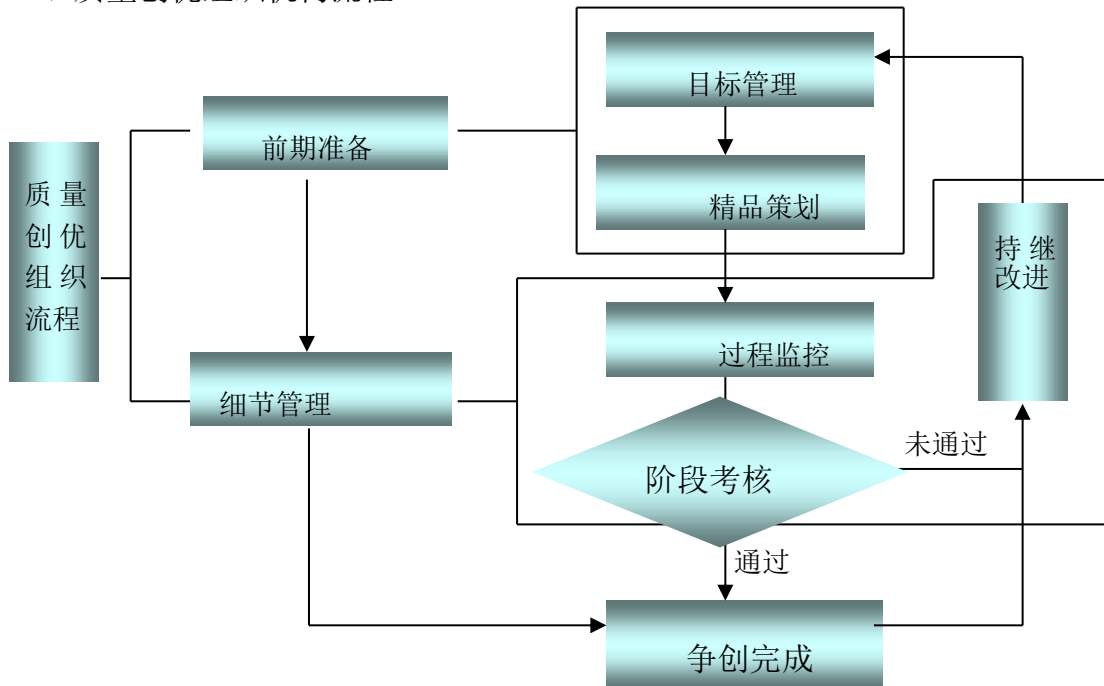 目标管理
前期准备
精品策划
质 量
创 优
组 织
流程
持 继
改进
过程监控
细节管理
未通过
阶段考核
通过
争创完成